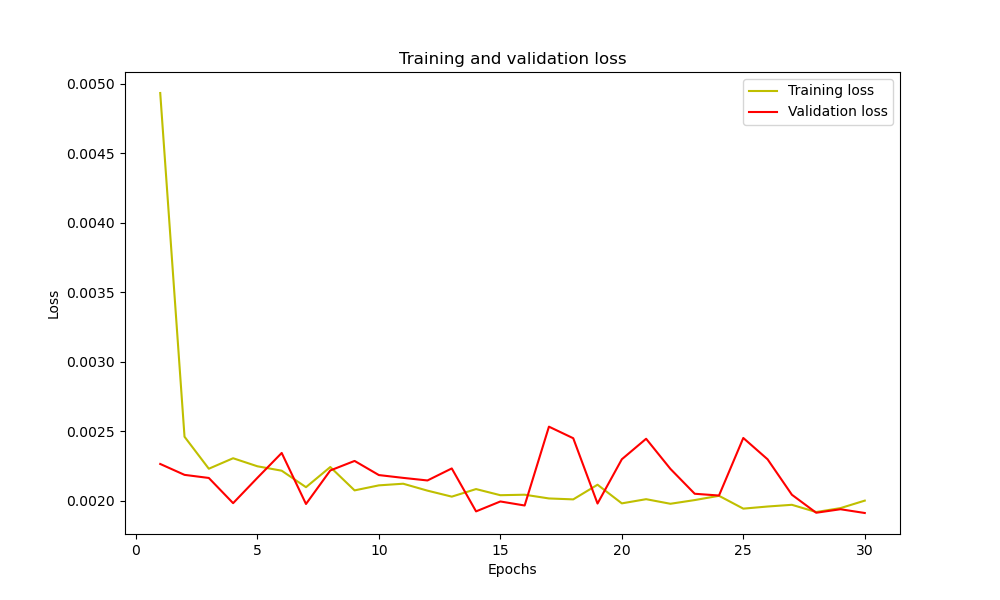 Training and validation loss
Training loss
Validation loss
0.0050
0.0045
0.0040
0.0035
0.0030
0.0025
0.0020
Loss
0
5
10
15
20
25
30
Epochs